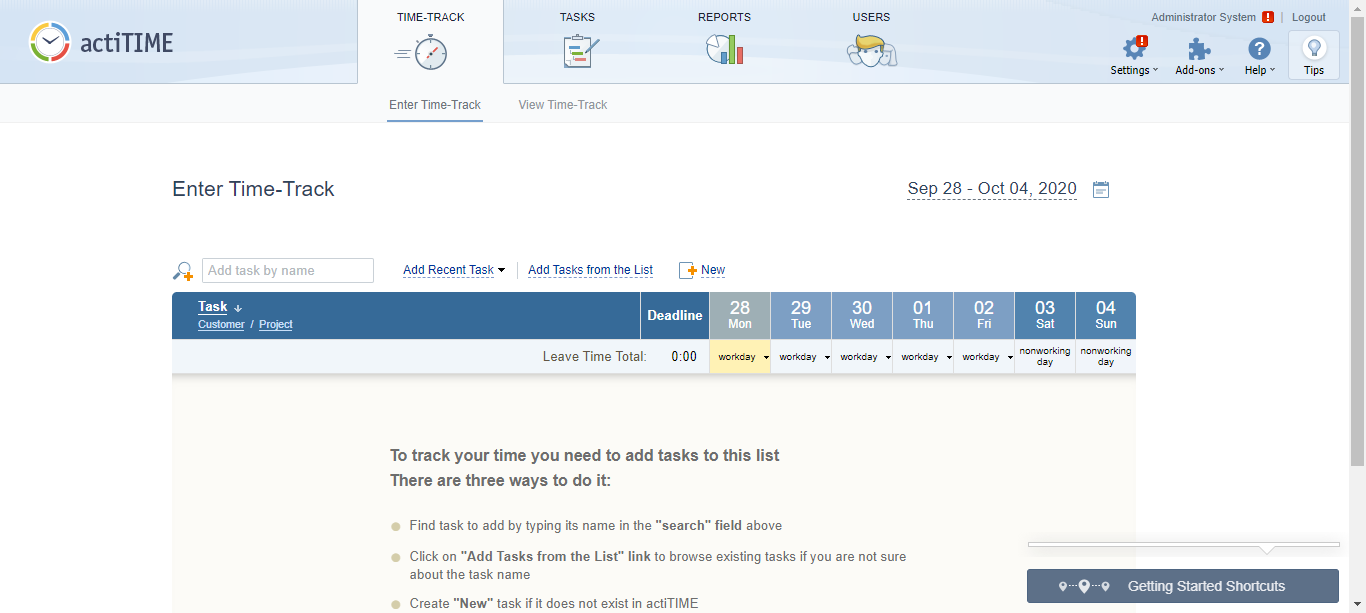 actiTIME
TIME-TRACK
TASKS
REPORTS
USERS
Administrator System ! | Logout
Settings
Add-ons
Help
Tips
Enter Time-Track
View Time-Track
Enter Time-Track
Sep 28 - Oct 04, 2020
Add task by name
Add Recent Task
Add Tasks from the List
New
Task ↓
Customer / Project
Deadline
28
Mon
29
Tue
30
Wed
01
Thu
02
Fri
03
Sat
04
Sun
Leave Time Total: 0:00
workday
workday
workday
workday
workday
nonworking
day
nonworking
day
To track your time you need to add tasks to this list
There are three ways to do it:
Find task to add by typing its name in the "search" field above
Click on "Add Tasks from the List" link to browse existing tasks if you are not sure
about the task name
Create "New" task if it does not exist in actiTIME
Getting Started Shortcuts